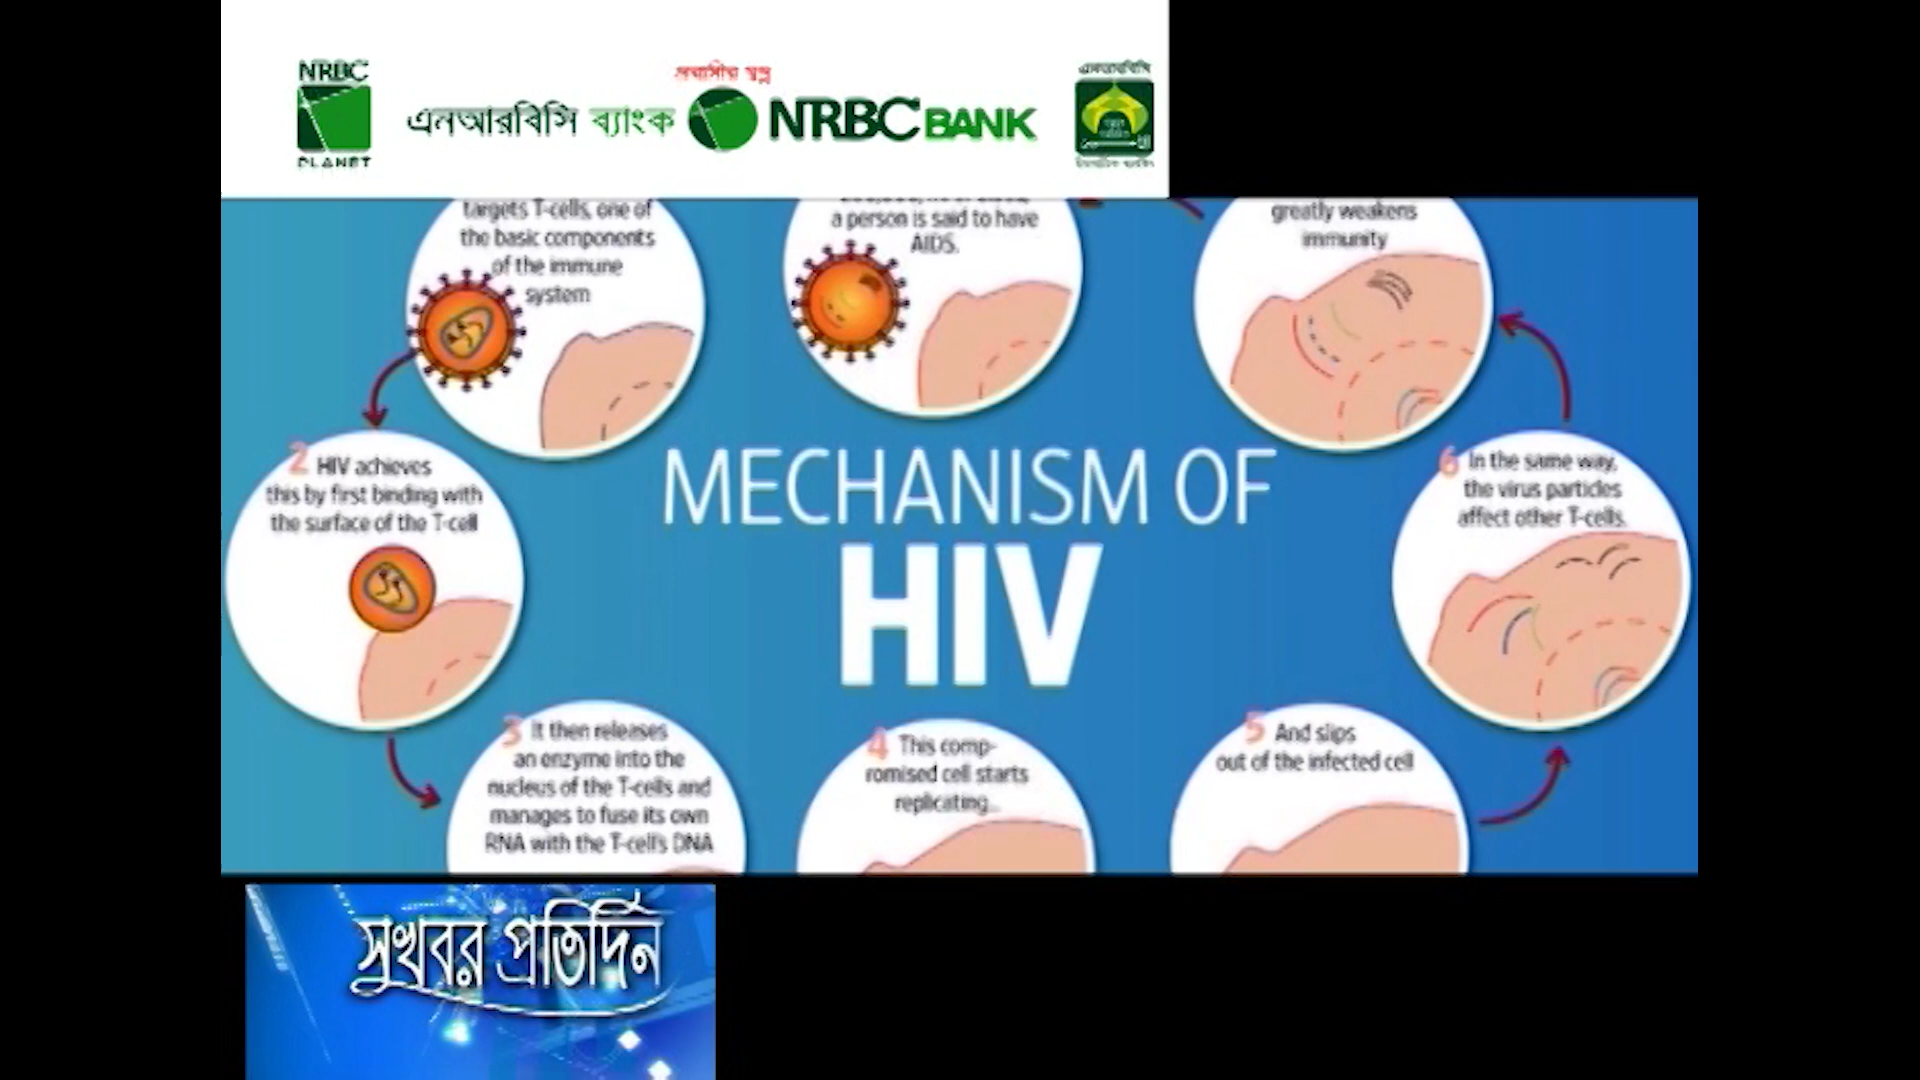 NRBC
PLANET
এনআরবিসি ব্যাংক
NRBC BANK
এনআরবিসি
targets T-cells, one of
the basic components
of the immune
system
a person is said to have
AIDS.
greatly weakens
immunity
MECHANISM OF
HIV
2 HIV achieves
this by first binding with
the surface of the T-cell
6 In the same way,
the virus particles
affect other T-cells.
3 It then releases
an enzyme into the
nucleus of the T-cells and
manages to fuse its own
RNA with the T-cell's DNA
4 This comp-
romised cell starts
replicating...
5 And slips
out of the infected cell
সুখবর প্রতিদিন